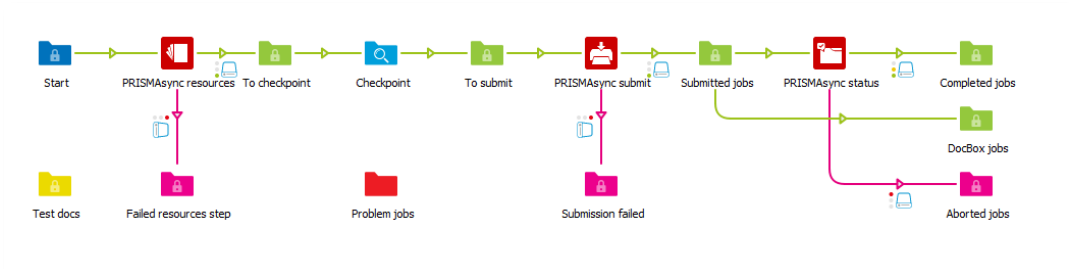 Start
PRISMAsync resources
To checkpoint
Checkpoint
To submit
PRISMAsync submit
Submitted jobs
PRISMAsync status
Completed jobs
DocBox jobs
Test docs
Failed resources step
Problem jobs
Submission failed
Aborted jobs